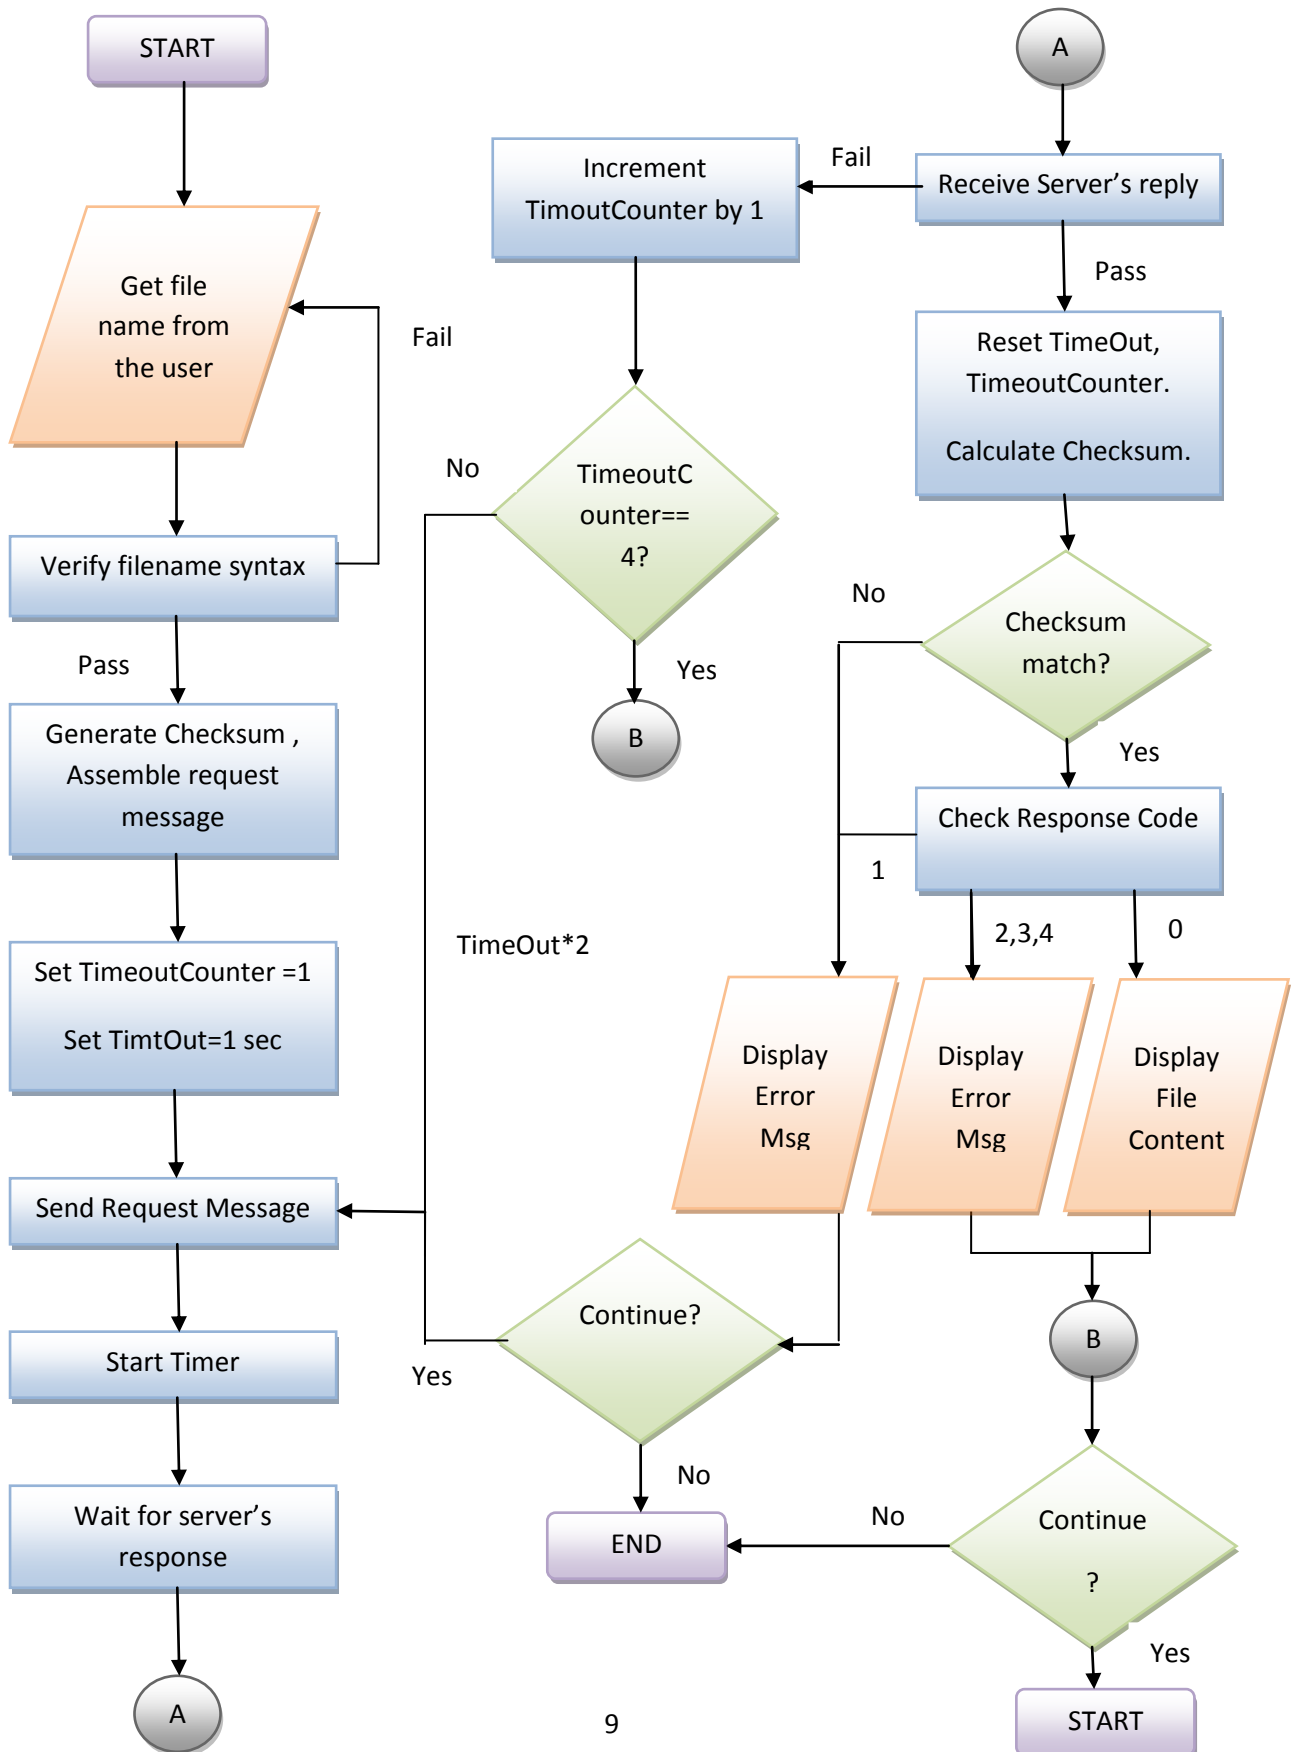 START
Get file
name from
the user
Fail
Verify filename syntax
Pass
Generate Checksum ,
Assemble request
message
Set TimeoutCounter =1
Set TimtOut=1 sec
Send Request Message
Start Timer
Wait for server's
response
A
Increment
TimoutCounter by 1
Fail
No
TimeoutC
ounter==
4?
Yes
B
TimeOut*2
Continue?
Yes
No
END
A
Receive Server's reply
Pass
Reset TimeOut,
TimeoutCounter.
Calculate Checksum.
No
Checksum
match?
Yes
Check Response Code
1
2,3,4
0
Display
Error
Msg
Display
Error
Msg
Display
File
Content
B
No
Continue
?
Yes
START
9